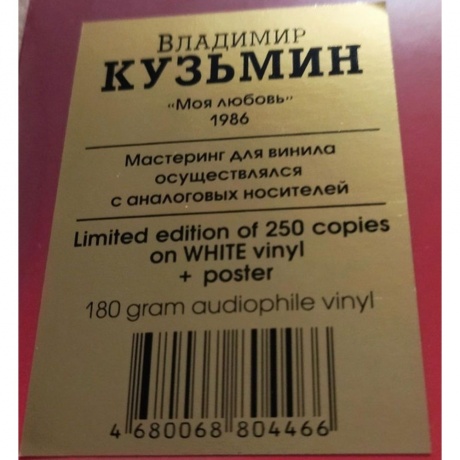 Владимир
КУЗЬМИН
„Моя любовь"
1986
Мастеринг для винила
осуществлялся
с аналоговых носителей
Limited edition of 250 copies
on WHITE vinyl
+ poster
180 gram audiophile vinyl
4 680068 804466